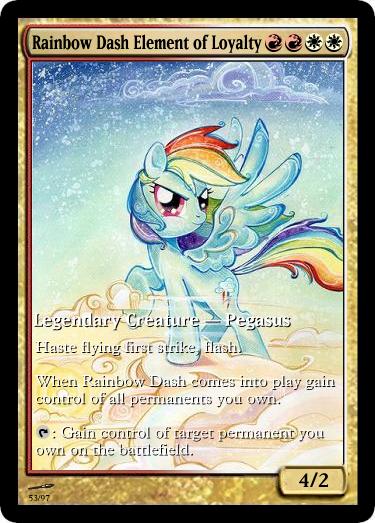 Rainbow Dash Element of Loyalty
Legendary Creature — Pegasus
Haste flying first strike, flash.
When Rainbow Dash comes into play gain
control of all permanents you own.
: Gain control of target permanent you
own on the battlefield.
4/2
53/97